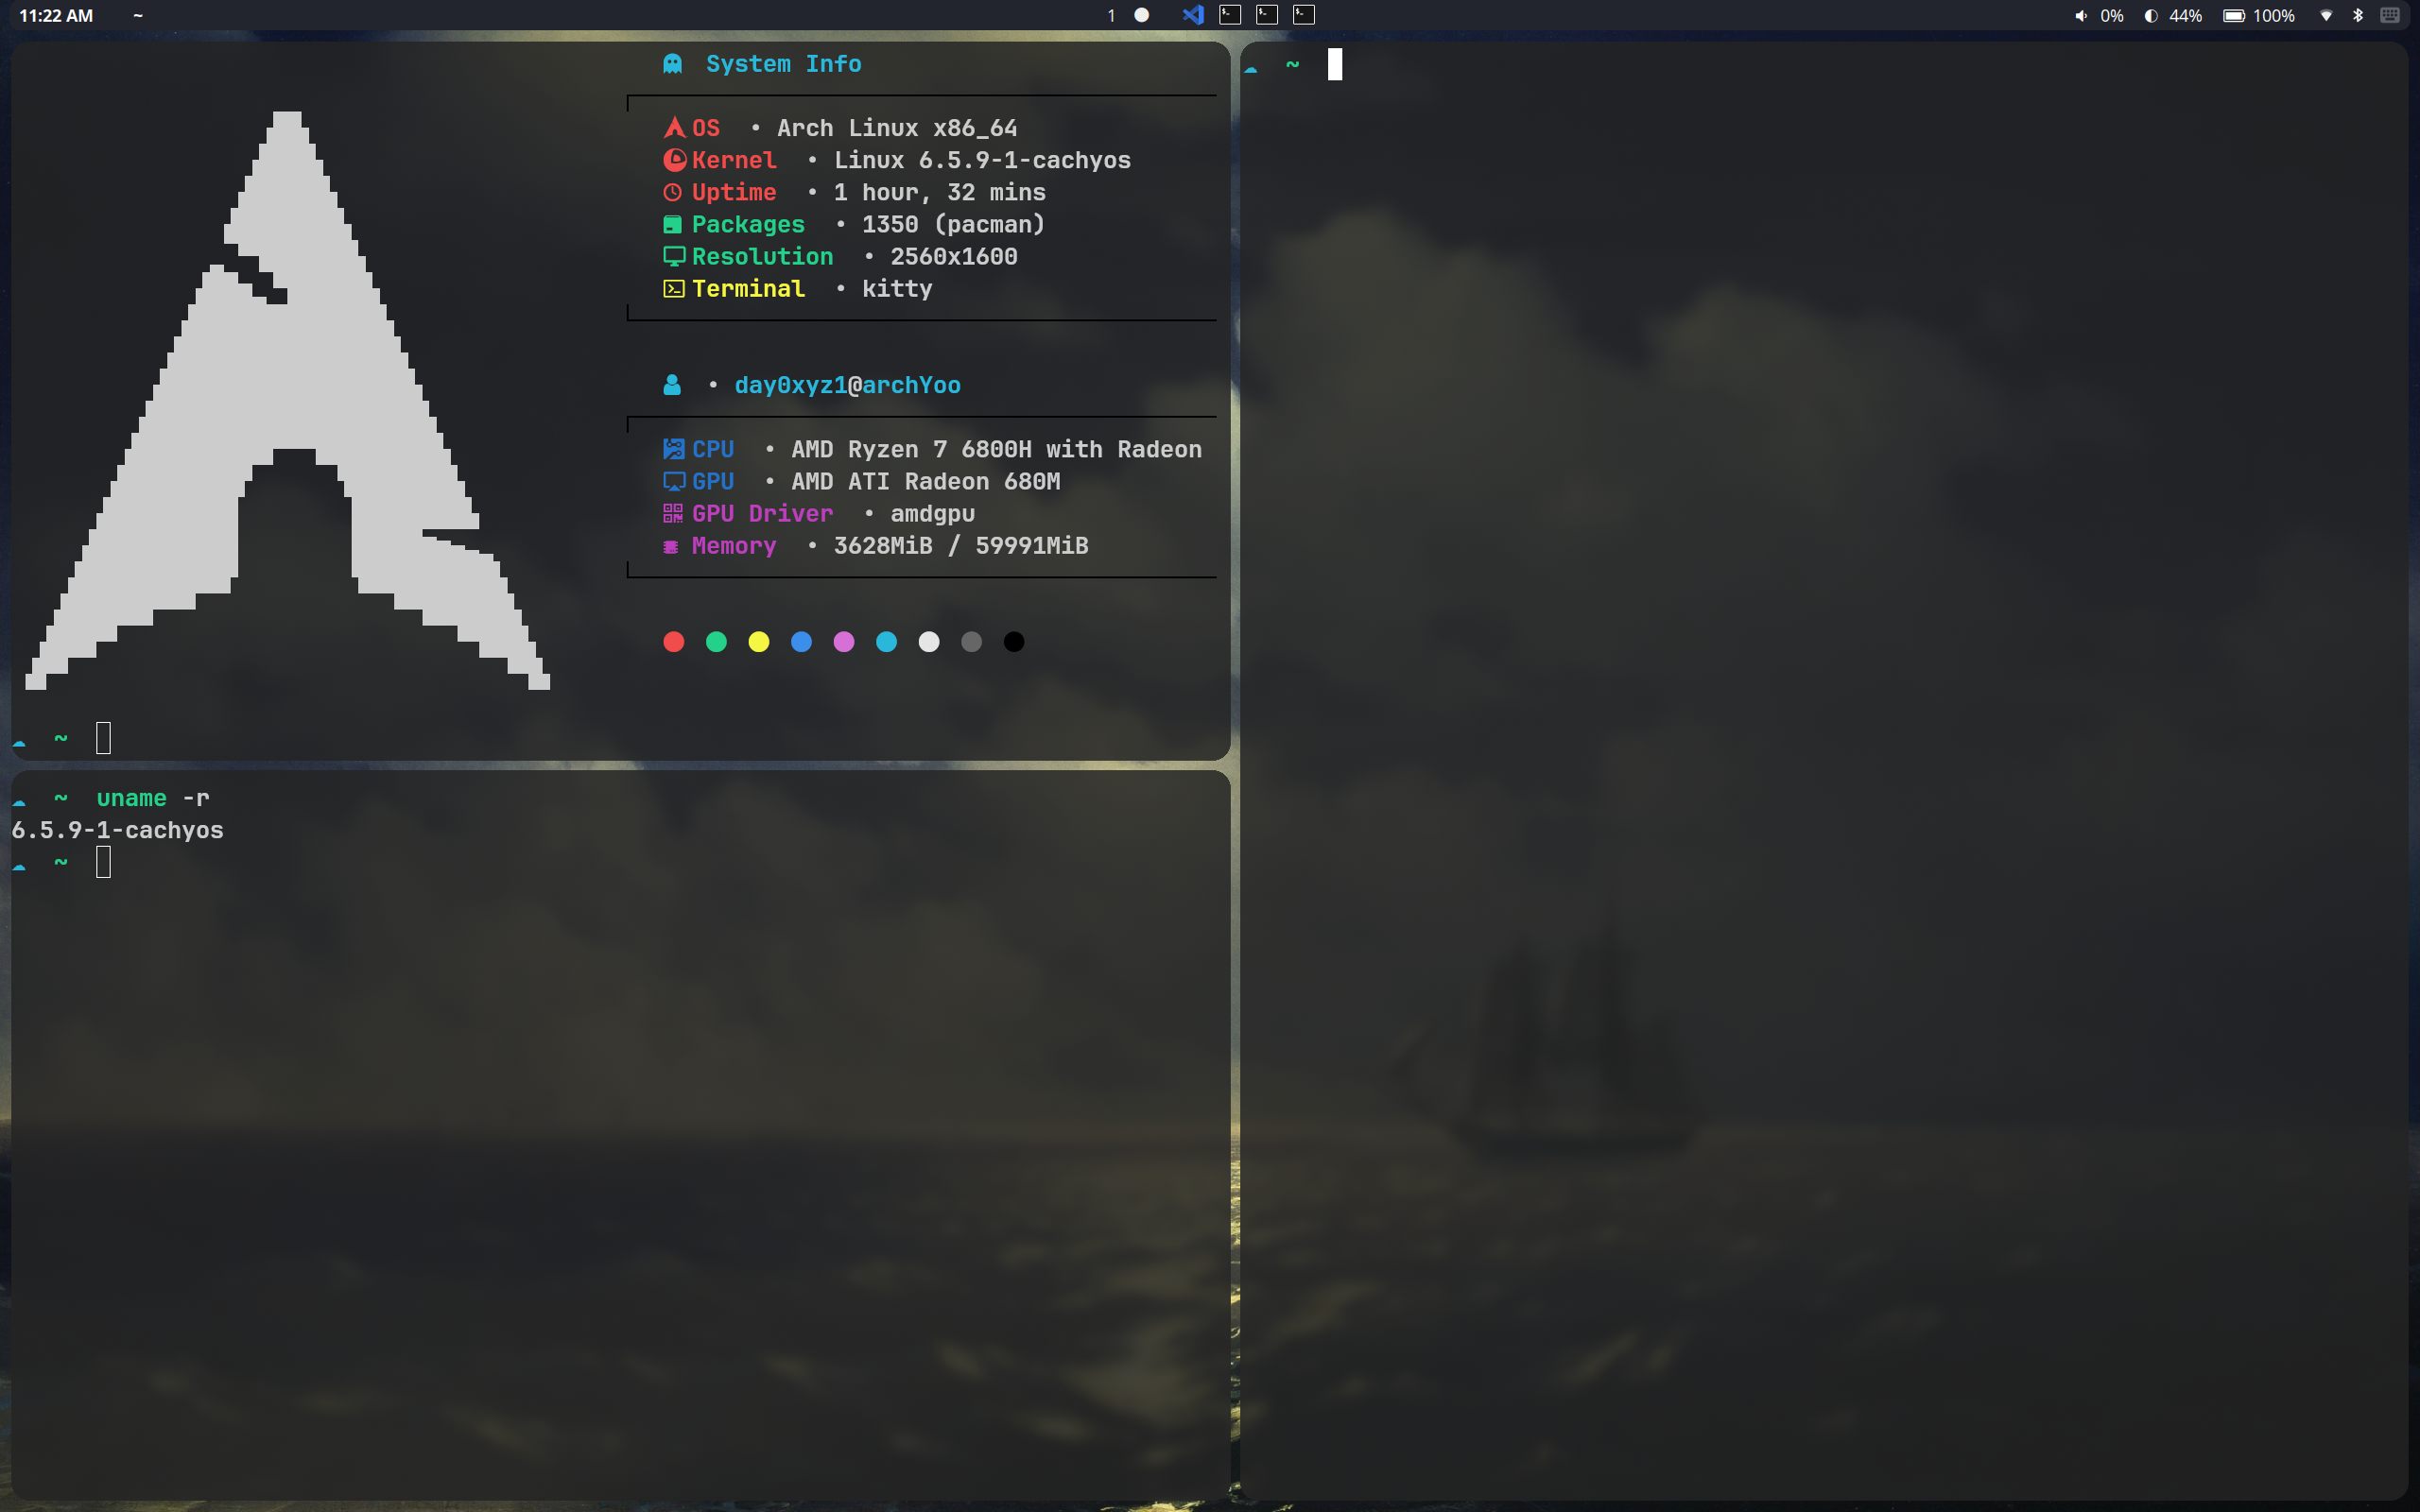 11:22 AM ~ 1 0% 44% 100%
System Info
OS • Arch Linux x86_64
Kernel • Linux 6.5.9-1-cachyos
Uptime • 1 hour, 32 mins
Packages • 1350 (pacman)
Resolution • 2560x1600
Terminal • kitty
• day0xyz1@archYoo
CPU • AMD Ryzen 7 6800H with Radeon
GPU • AMD ATI Radeon 680M
GPU Driver • amdgpu
Memory • 3628MiB / 59991MiB
~
~ uname -r
6.5.9-1-cachyos
~
~